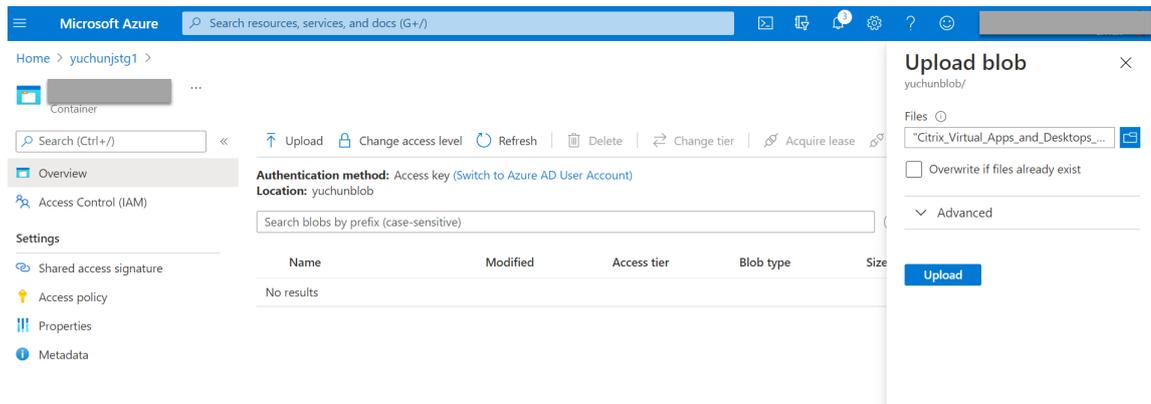 Microsoft Azure
Search resources, services, and docs (G+/)
3
Home > yuchunjstg1 >
...
Container
Search (Ctrl+/)
«
Overview
Access Control (IAM)
Settings
Shared access signature
Access policy
Properties
Metadata
Upload Change access level Refresh Delete Change tier Acquire lease
Authentication method: Access key (Switch to Azure AD User Account)
Location: yuchunblob
Search blobs by prefix (case-sensitive)
Name Modified Access tier Blob type Size
No results
Upload blob
yuchunblob/
Files
"Citrix_Virtual_Apps_and_Desktops_...
Overwrite if files already exist
Advanced
Upload